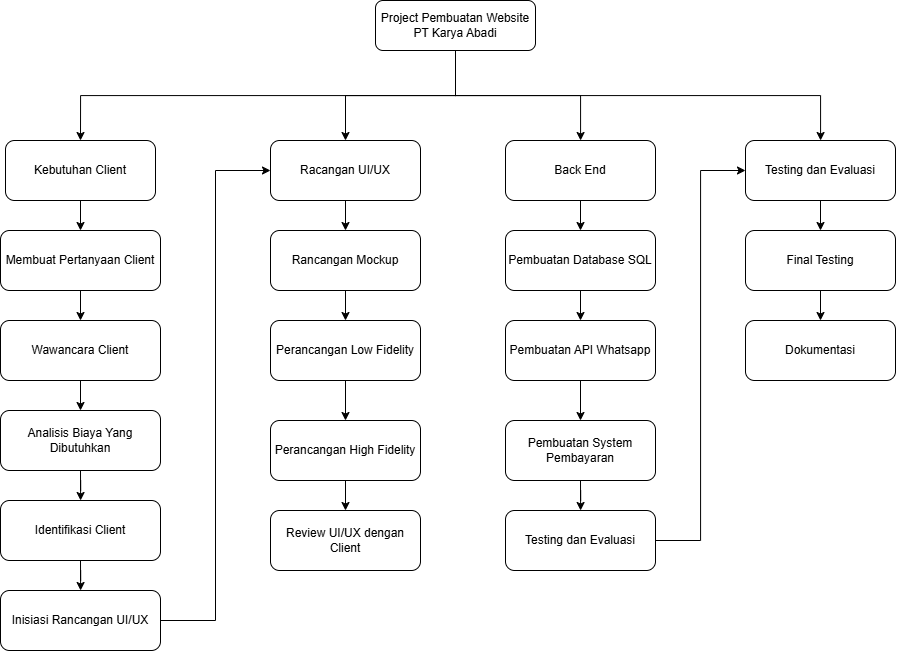 Project Pembuatan Website
PT Karya Abadi
Kebutuhan Client
Membuat Pertanyaan Client
Wawancara Client
Analisis Biaya Yang
Dibutuhkan
Identifikasi Client
Inisiasi Rancangan UI/UX
Racangan UI/UX
Rancangan Mockup
Perancangan Low Fidelity
Perancangan High Fidelity
Review UI/UX dengan
Client
Back End
Pembuatan Database SQL
Pembuatan API Whatsapp
Pembuatan System
Pembayaran
Testing dan Evaluasi
Testing dan Evaluasi
Final Testing
Dokumentasi